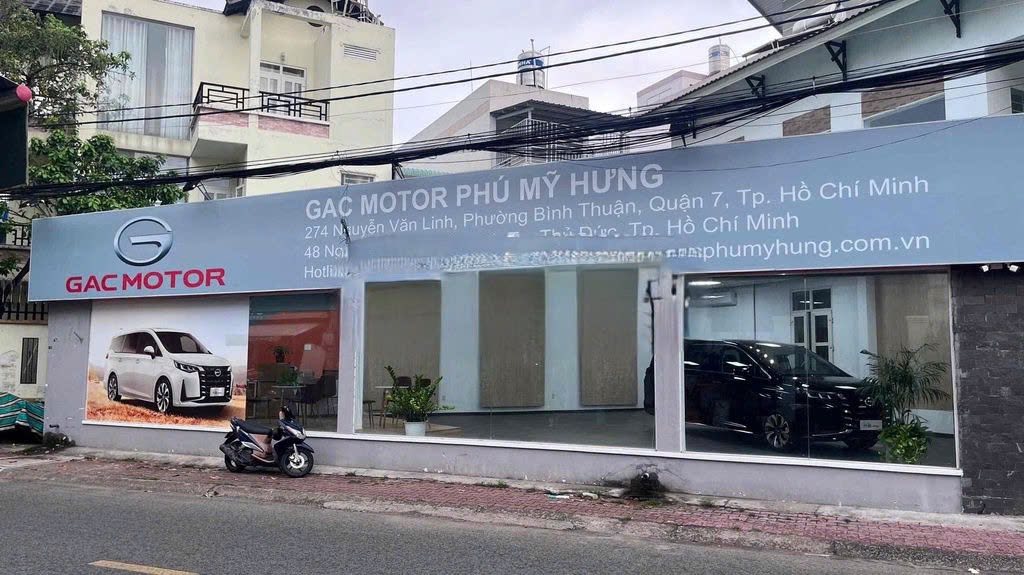 GAC MOTOR
GAC MOTOR PHÚ MỸ HƯNG
274 Nguyễn Văn Linh, Phường Bình Thuận, Quận 7, Tp. Hồ Chí Minh
48 Thủ Đức, Tp. Hồ Chí Minh
phumyhung.com.vn